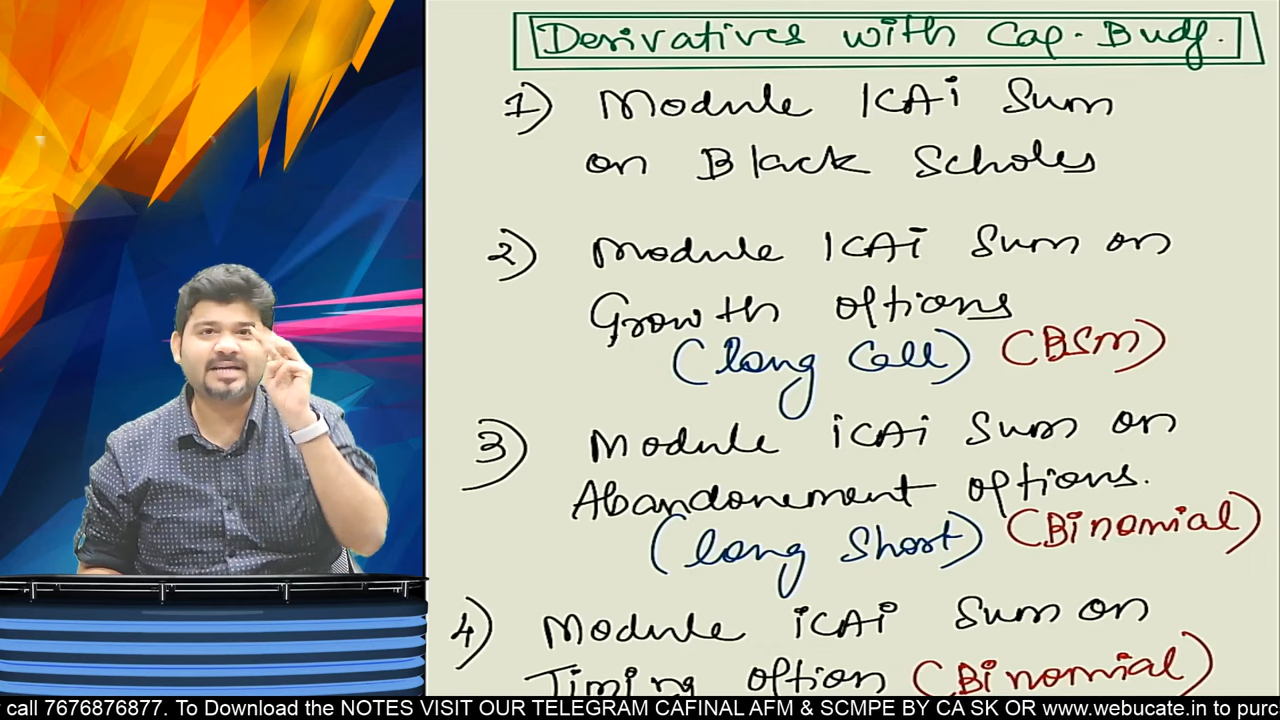 Derivatives with Cap. Budg.
1) Module ICAi Sum
on Black Scholes
2) Module ICAi Sum on
Growth options
(long Call) (BSM)
3) Module iCAi Sum on
Abandonement options.
(long Short) (Binomial)
4) Module iCAi Sum on
Timing option (Binomial)
call 7676876877. To Download the NOTES VISIT OUR TELEGRAM CAFINAL AFM & SCMPE BY CA SK OR www.webucate.in to purc